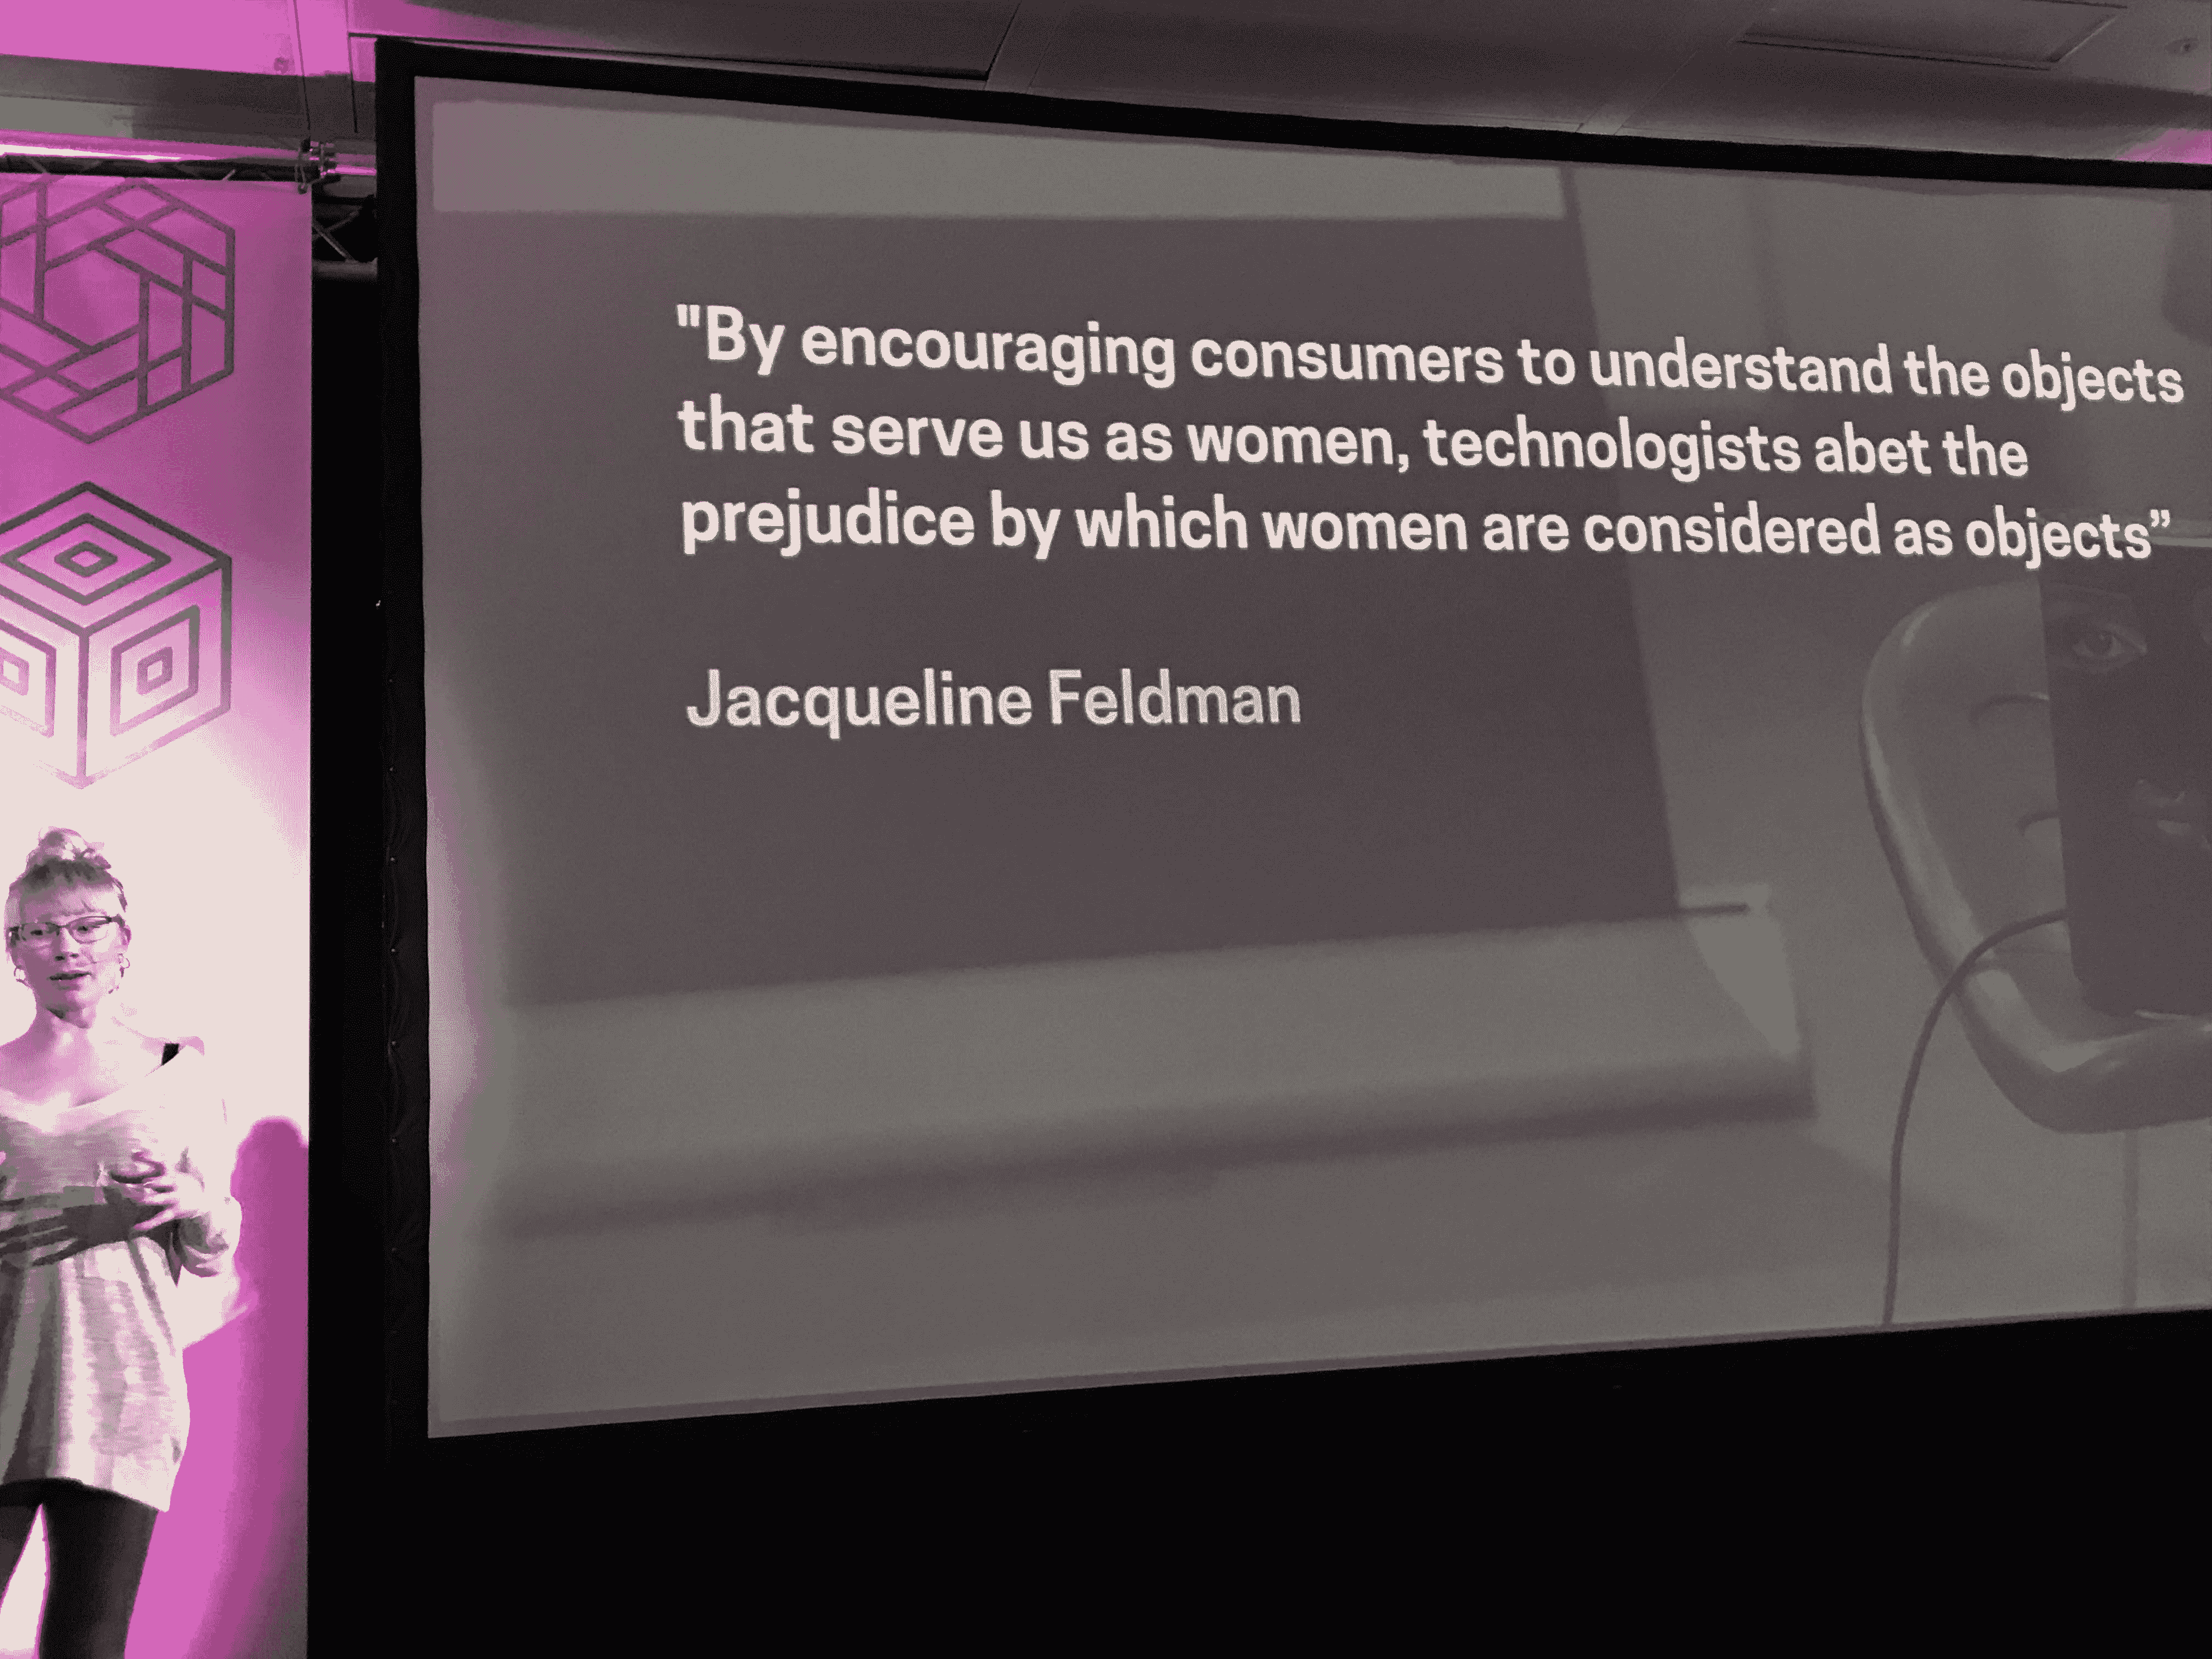 "By encouraging consumers to understand the objects
that serve us as women, technologists abet the
prejudice by which women are considered as objects”
Jacqueline Feldman